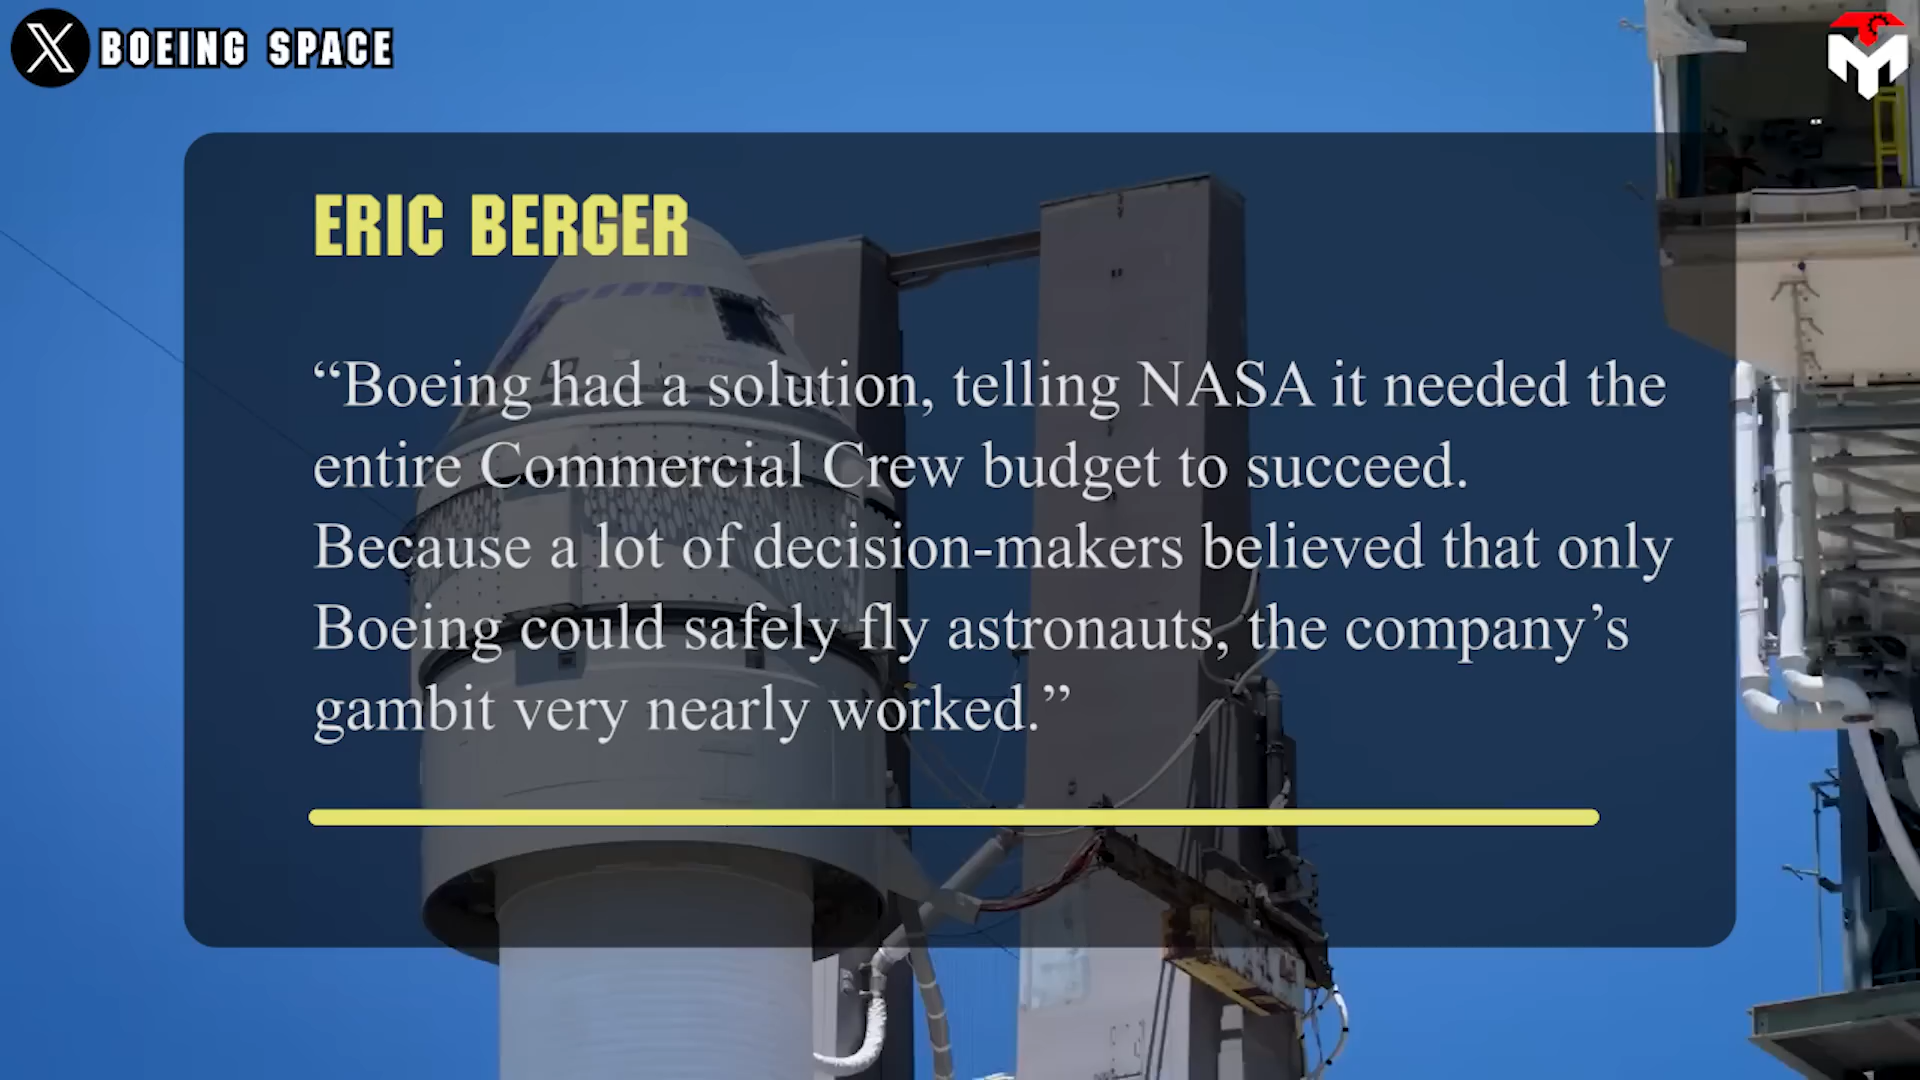 BOEING SPACE
ERIC BERGER
“Boeing had a solution, telling NASA it needed the
entire Commercial Crew budget to succeed.
Because a lot of decision-makers believed that only
Boeing could safely fly astronauts, the company’s
gambit very nearly worked.”